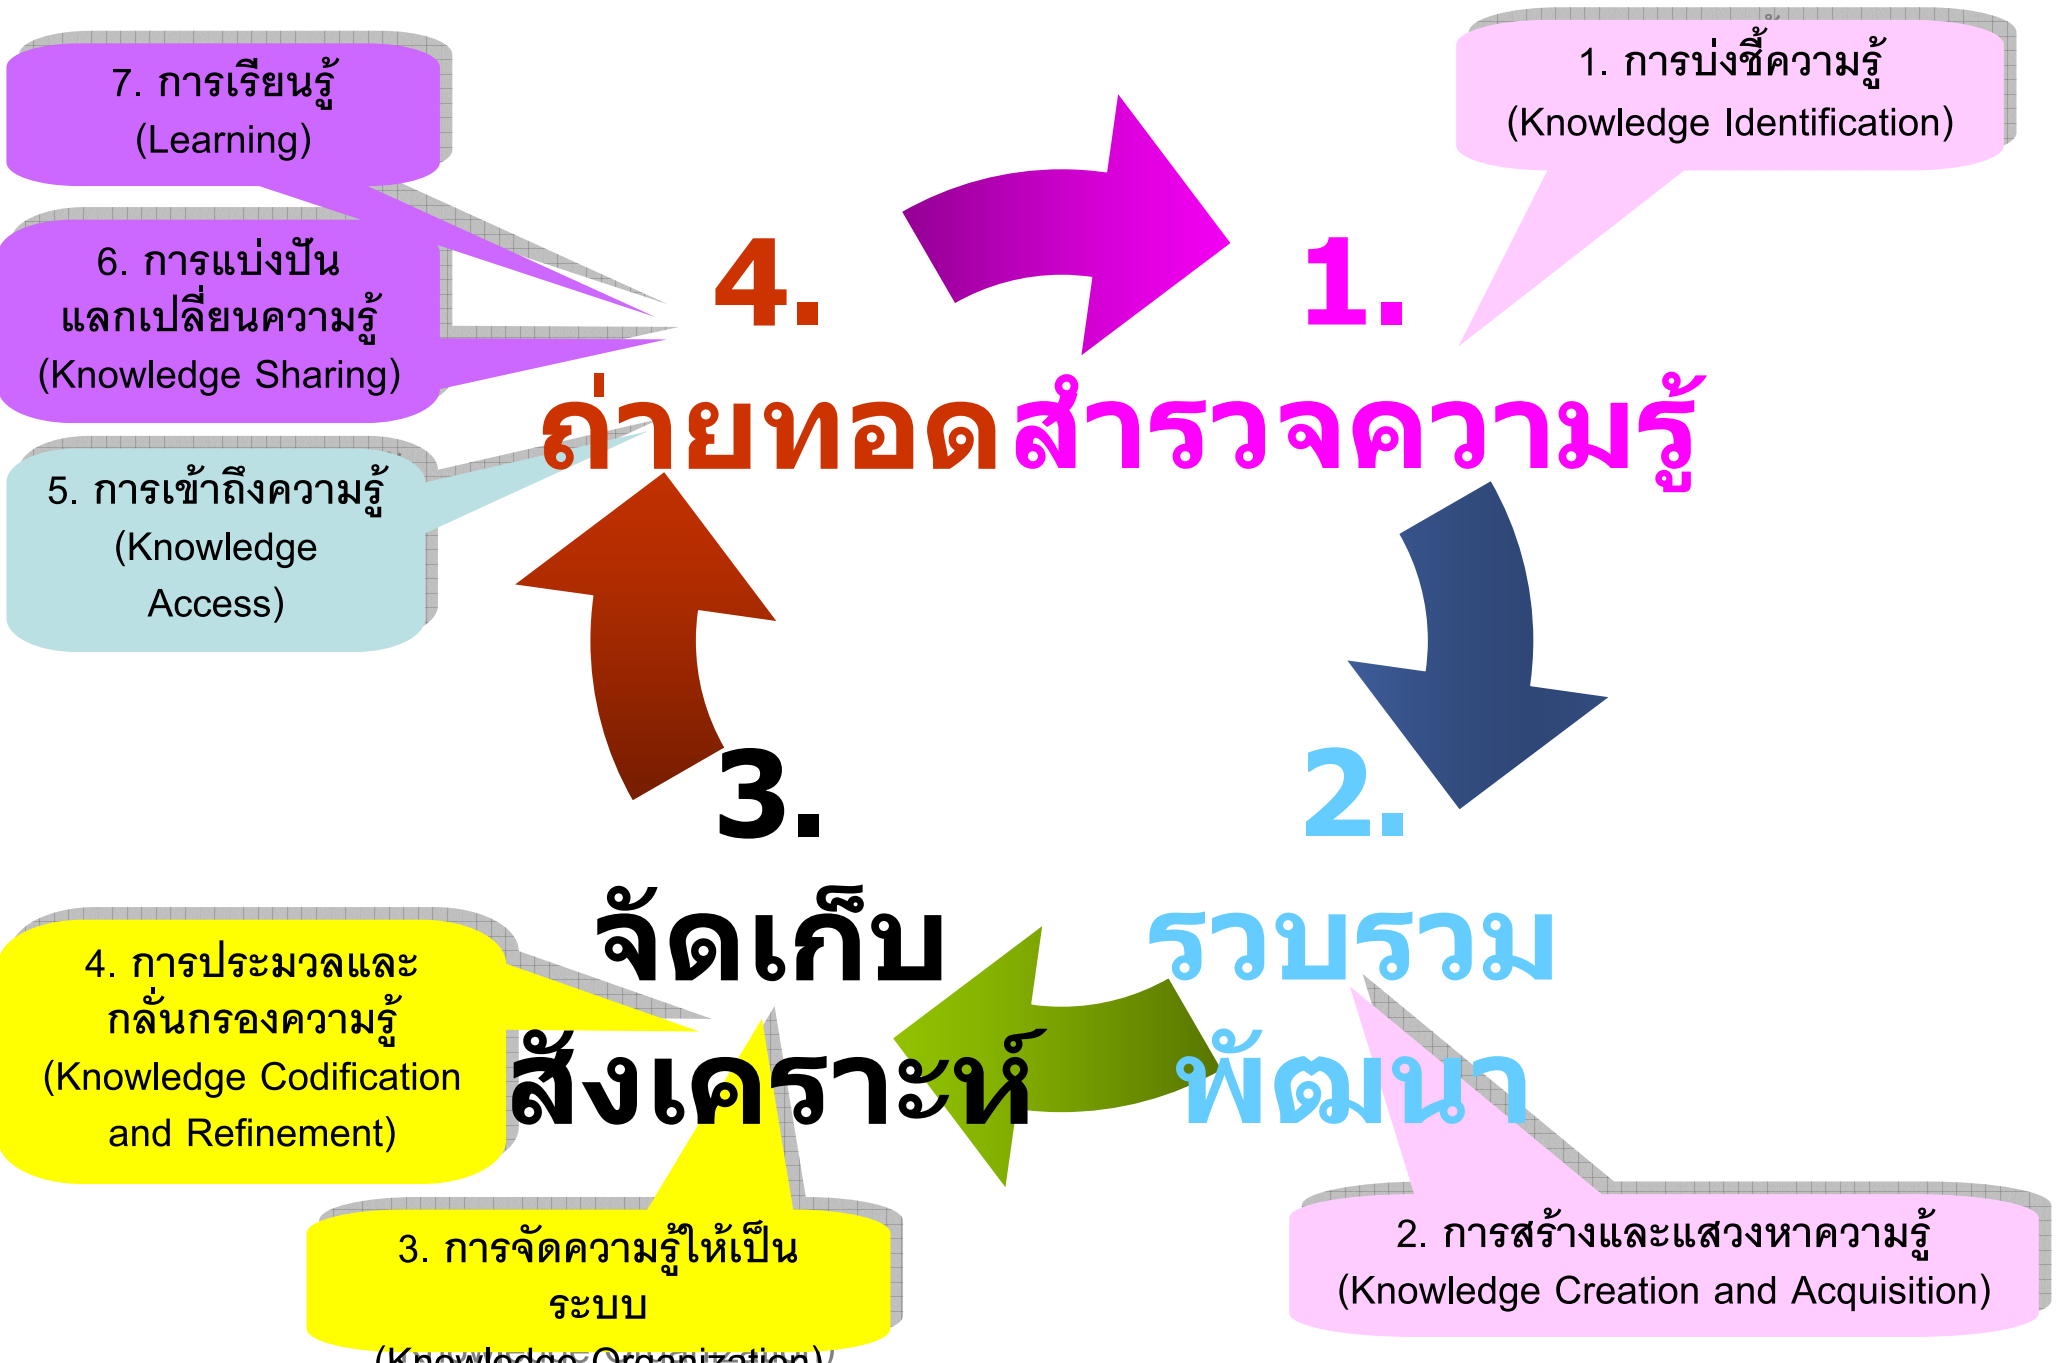 7. การเรียนรู้
(Learning)
1. การบ่งชี้ความรู้
(Knowledge Identification)
6. การแบ่งปัน
แลกเปลี่ยนความรู้
(Knowledge Sharing)
4.
ถ่ายทอด
1.
สำรวจความรู้
5. การเข้าถึงความรู้
(Knowledge
Access)
3.
จัดเก็บ
สังเคราะห์
2.
รวบรวม
พัฒนา
4. การประมวลและ
กลั่นกรองความรู้
(Knowledge Codification
and Refinement)
3. การจัดความรู้ให้เป็น
ระบบ
(Knowledge Organization)
2. การสร้างและแสวงหาความรู้
(Knowledge Creation and Acquisition)